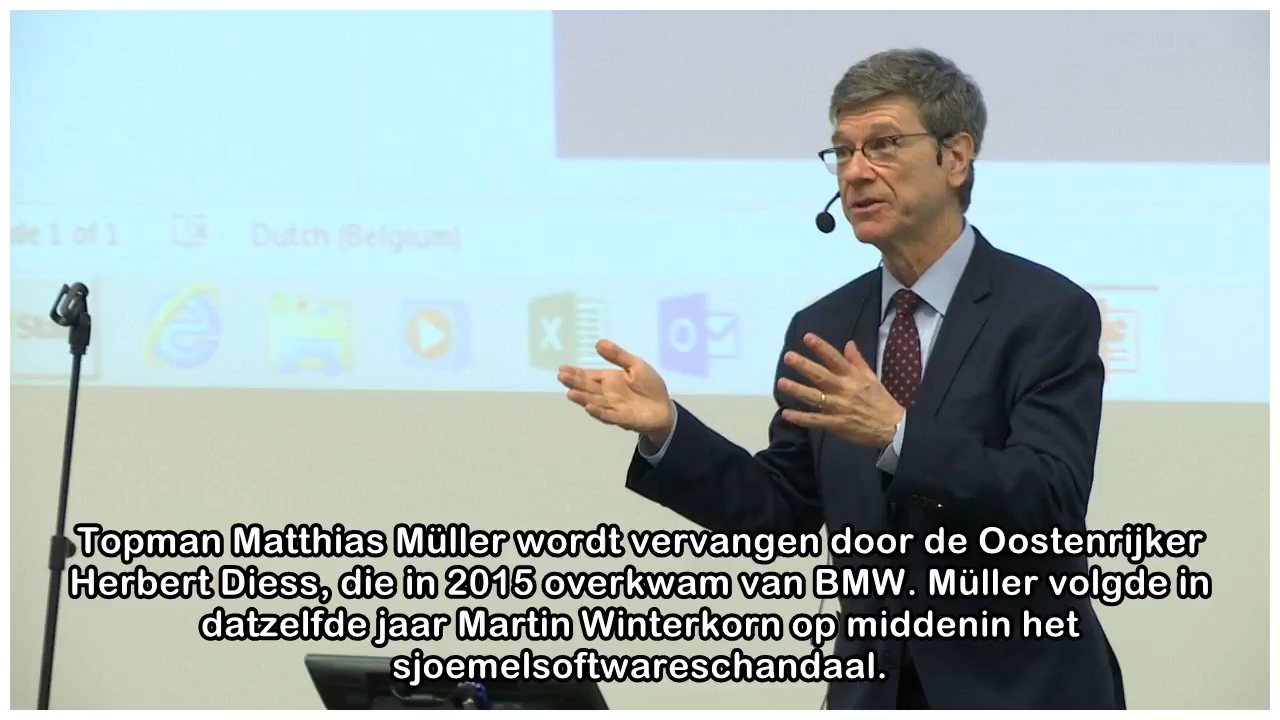 de 1 of 1
Dutch (Belgium)
Topman Matthias Müller wordt vervangen door de Oostenrijker
Herbert Diess, die in 2015 overkwam van BMW. Müller volgde in
datzelfde jaar Martin Winterkorn op middenin het
sjoemelsoftwareschandaal.